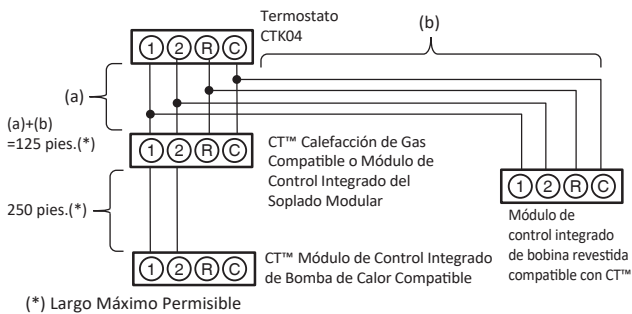 Termostato
CTK04
(b)
1 2 R C
(a)
(a)+(b)
=125 pies.(*)
1 2 R C
CT™ Calefacción de Gas
Compatible o Módulo de
Control Integrado del
Soplado Modular
1 2 R C
Módulo de
control integrado
de bobina revestida
compatible con CT™
250 pies.(*)
1 2 R C
CT™ Módulo de Control Integrado
de Bomba de Calor Compatible
(*) Largo Máximo Permisible